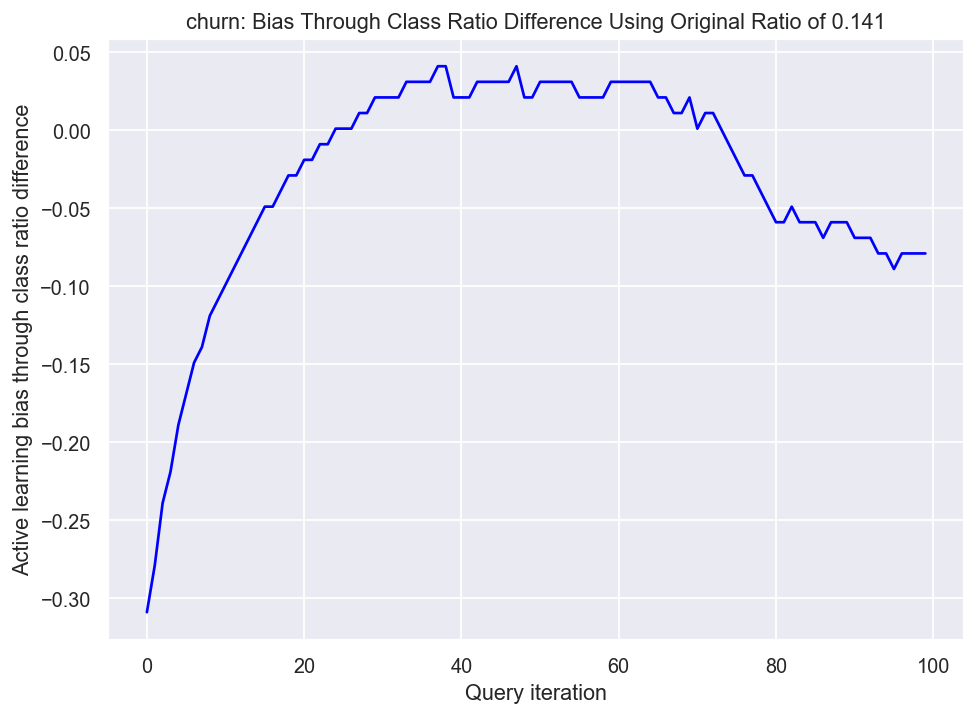 churn: Bias Through Class Ratio Difference Using Original Ratio of 0.141
Active learning bias through class ratio difference
0.05
0.00
−0.05
−0.10
−0.15
−0.20
−0.25
−0.30
0 20 40 60 80 100
Query iteration